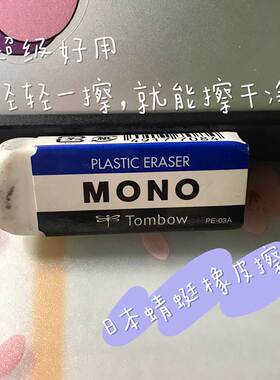 超级好用
轻轻一擦,就能擦干净
PLASTIC ERASER
MONO
Tombow PE-03A
日本蜻蜓橡皮擦